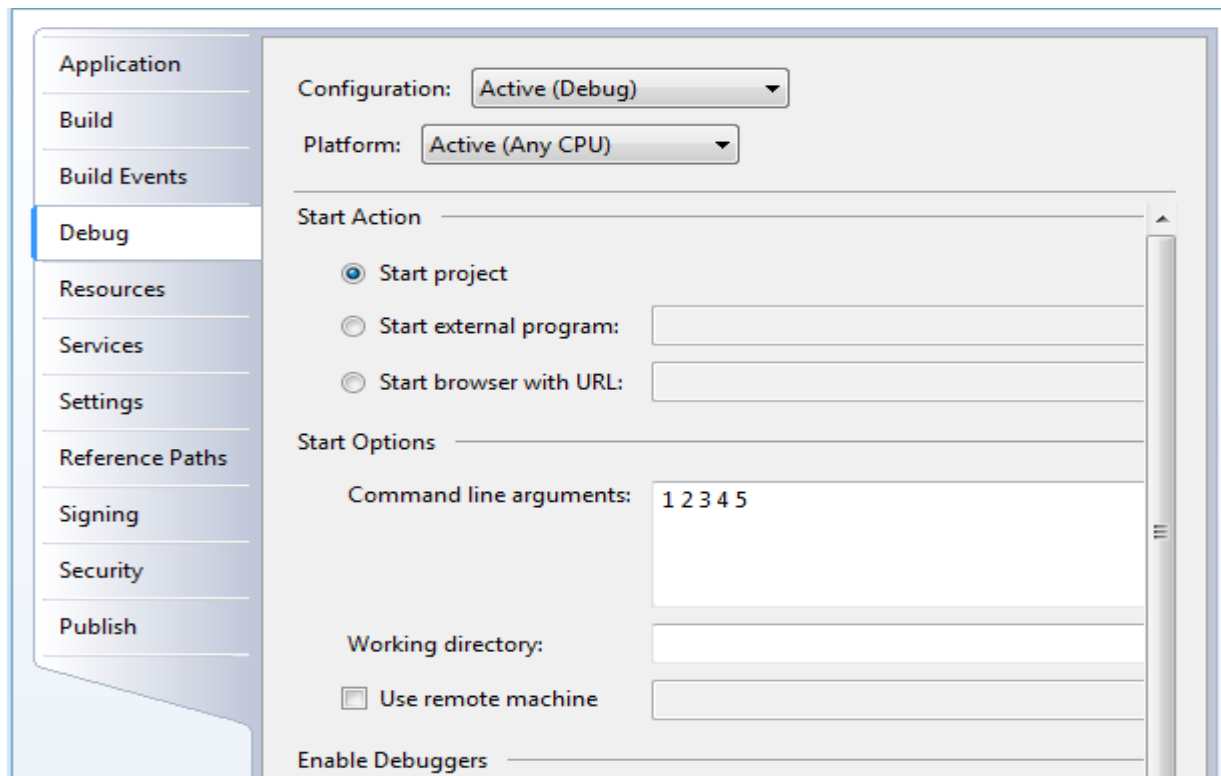 Application
Build
Build Events
Debug
Resources
Services
Settings
Reference Paths
Signing
Security
Publish
Configuration: Active (Debug)
Platform: Active (Any CPU)
Start Action
Start project
Start external program:
Start browser with URL:
Start Options
Command line arguments: 1 2 3 4 5
Working directory:
Use remote machine
Enable Debuggers